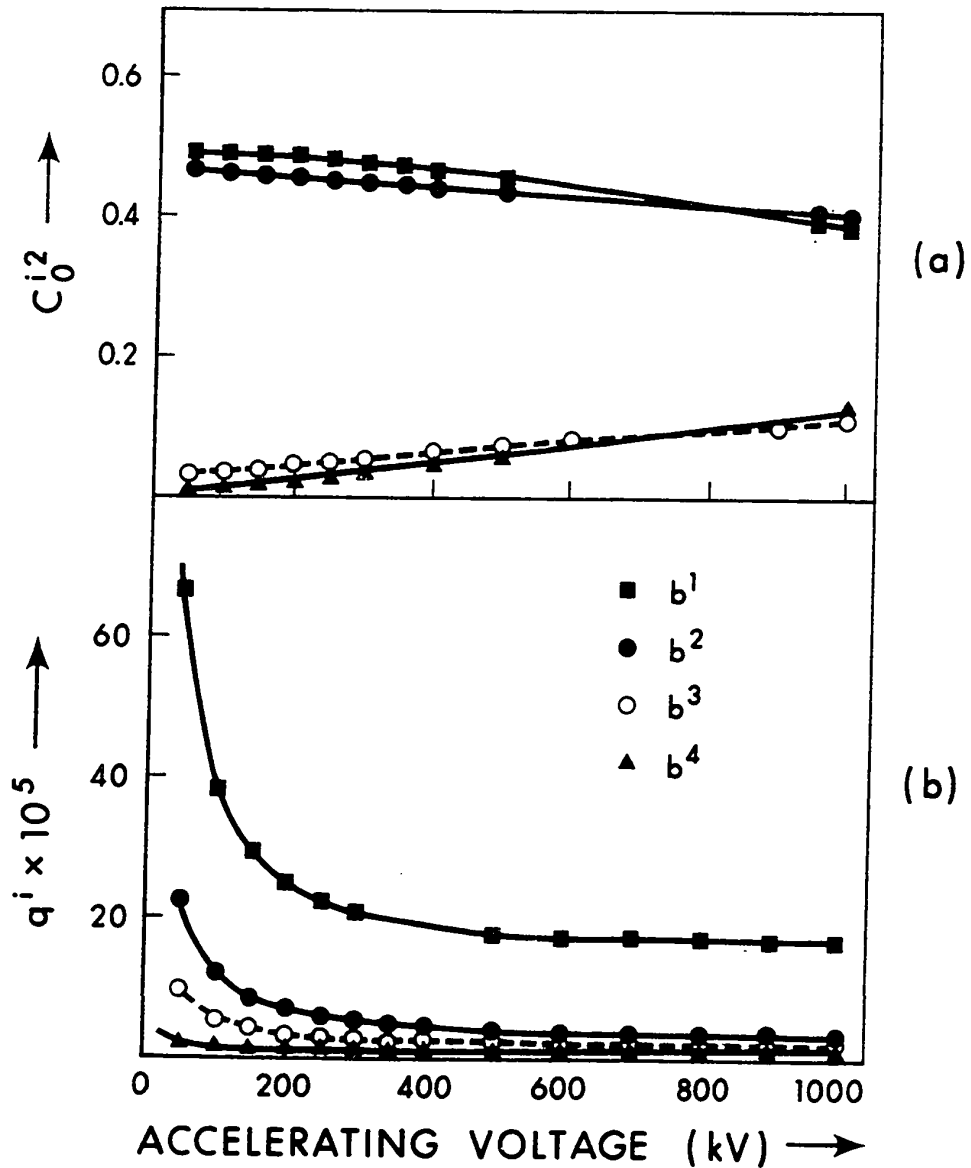 0.6
0.4
0.2
C₀ⁱ²
(a)
b¹
b²
b³
b⁴
60
40
20
qⁱ × 10⁵
(b)
0 200 400 600 800 1000
ACCELERATING VOLTAGE (kV)